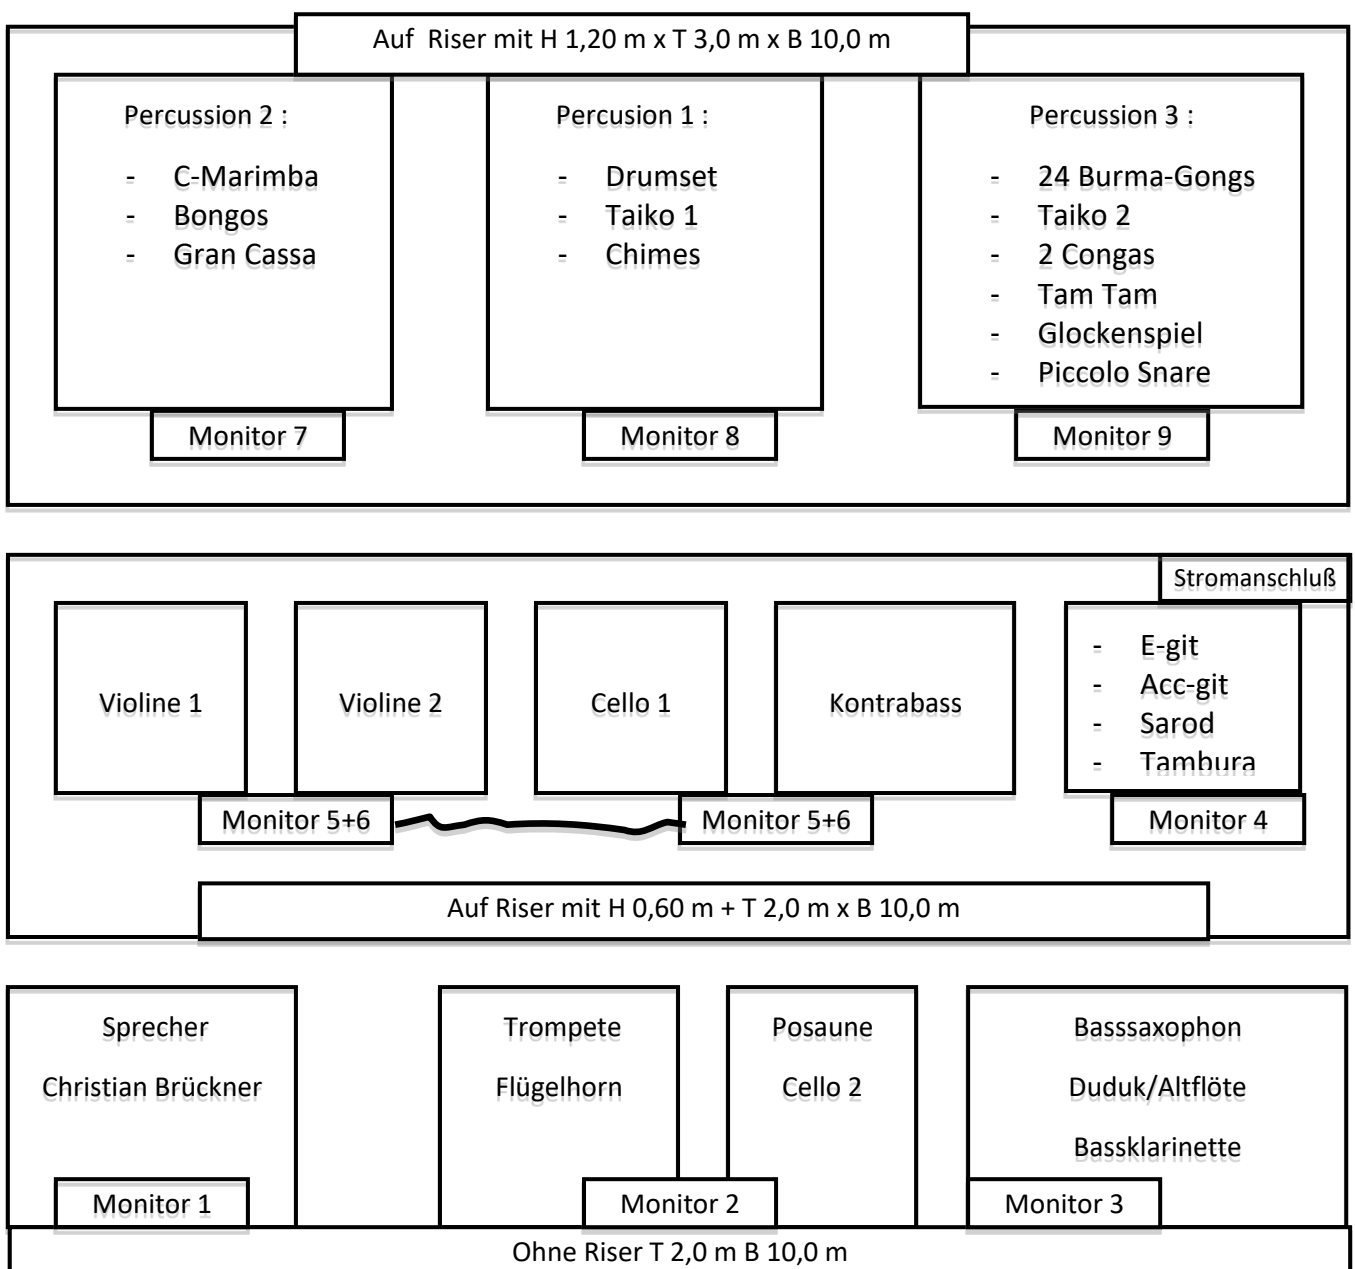 Auf Riser mit H 1,20 m x T 3,0 m x B 10,0 m
Percussion 2 :
- C-Marimba
- Bongos
- Gran Cassa
Monitor 7
Percusion 1 :
- Drumset
- Taiko 1
- Chimes
Monitor 8
Percussion 3 :
- 24 Burma-Gongs
- Taiko 2
- 2 Congas
- Tam Tam
- Glockenspiel
- Piccolo Snare
Monitor 9
Stromanschluß
Violine 1
Violine 2
Cello 1
Kontrabass
- E-git
- Acc-git
- Sarod
- Tambura
Monitor 5+6
Monitor 5+6
Monitor 4
Auf Riser mit H 0,60 m + T 2,0 m x B 10,0 m
Sprecher
Christian Brückner
Monitor 1
Trompete
Flügelhorn
Posaune
Cello 2
Monitor 2
Basssaxophon
Duduk/Altflöte
Bassklarinette
Monitor 3
Ohne Riser T 2,0 m B 10,0 m